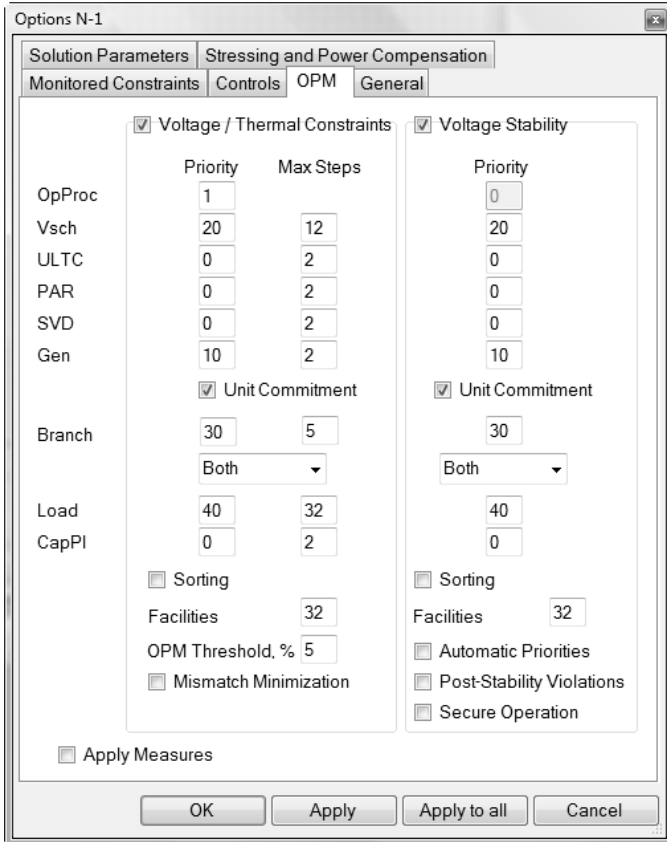 Options N-1
Solution Parameters Stressing and Power Compensation
Monitored Constraints Controls OPM General
Voltage / Thermal Constraints Voltage Stability
Priority Max Steps Priority
OpProc 1 0
Vsch 20 12 20
ULTC 0 2 0
PAR 0 2 0
SVD 0 2 0
Gen 10 2 10
Unit Commitment Unit Commitment
Branch 30 5 30
Both Both
Load 40 32 40
CapPl 0 2 0
Sorting Sorting
Facilities 32 Facilities 32
OPM Threshold, % 5 Automatic Priorities
Mismatch Minimization Post-Stability Violations
Secure Operation
Apply Measures
OK Apply Apply to all Cancel